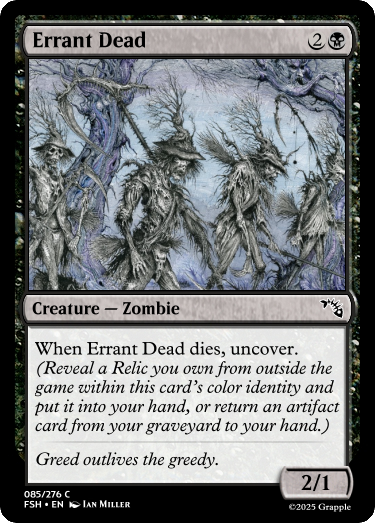 Errant Dead 2
Creature — Zombie
When Errant Dead dies, uncover.
(Reveal a Relic you own from outside the
game within this card's color identity and
put it into your hand, or return an artifact
card from your graveyard to your hand.)
Greed outlives the greedy.
2/1
085/276 C
FSH • EN Ian Miller
©2025 Grapple